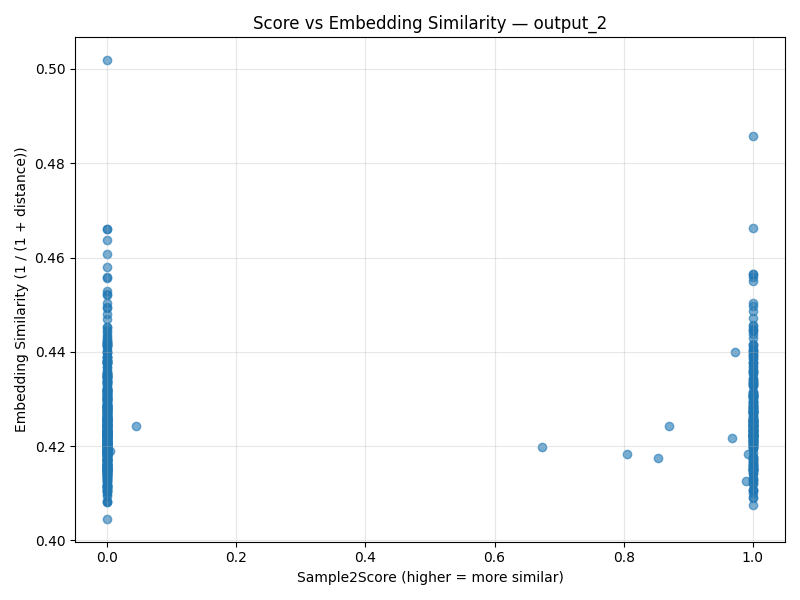 Score vs Embedding Similarity — output_2
Embedding Similarity (1 / (1 + distance))
0.50
0.48
0.46
0.44
0.42
0.40
0.0 0.2 0.4 0.6 0.8 1.0
Sample2Score (higher = more similar)